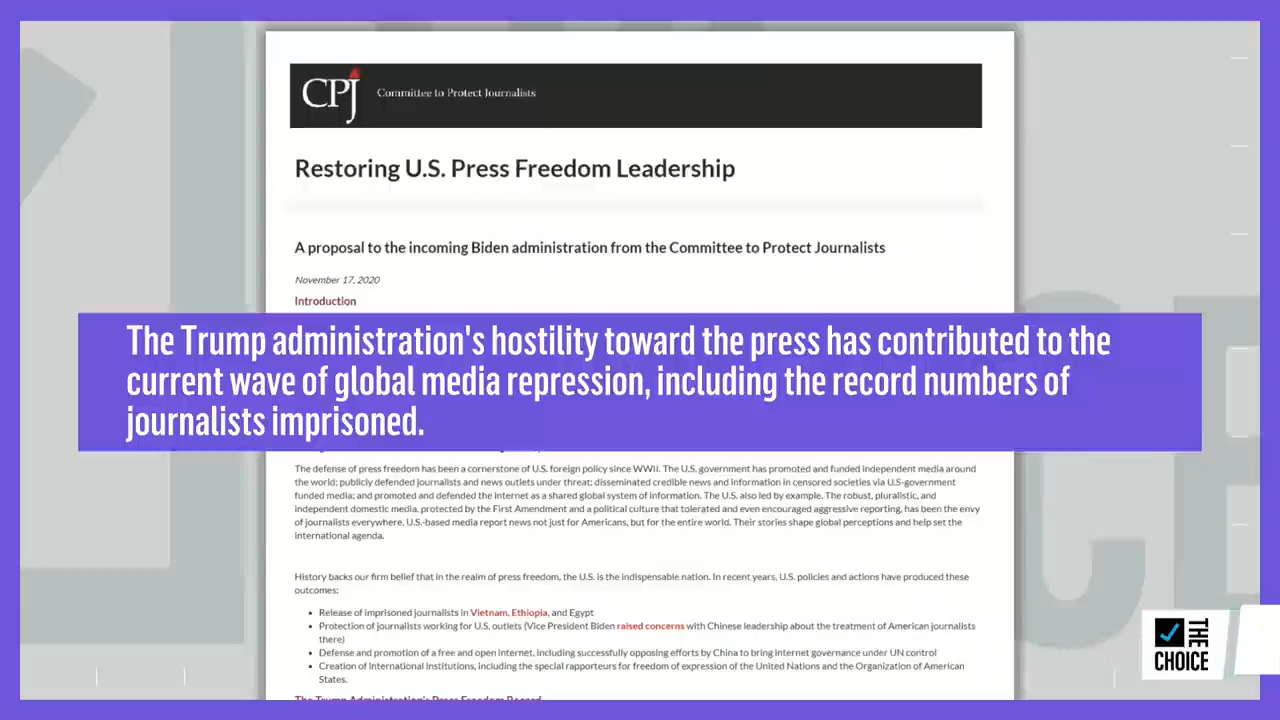 CPJ Committee to Protect Journalists
Restoring U.S. Press Freedom Leadership
A proposal to the incoming Biden administration from the Committee to Protect Journalists
November 17, 2020
Introduction
The Trump administration's hostility toward the press has contributed to the
current wave of global media repression, including the record numbers of
journalists imprisoned.
The defense of press freedom has been a cornerstone of U.S. foreign policy since WWII. The U.S. government has promoted and funded independent media around
the world; publicly defended journalists and news outlets under threat; disseminated credible news and information in censored societies via U.S-government
funded media; and promoted and defended the Internet as a shared global system of information. The U.S. also led by example. The robust, pluralistic, and
independent domestic media, protected by the First Amendment and a political culture that tolerated and even encouraged aggressive reporting, has been the envy
of journalists everywhere. U.S.-based media report news not just for Americans, but for the entire world. Their stories shape global perceptions and help set the
international agenda.
History backs our firm belief that in the realm of press freedom, the U.S. is the indispensable nation. In recent years, U.S. policies and actions have produced these
outcomes:
• Release of imprisoned journalists in Vietnam, Ethiopia, and Egypt
• Protection of journalists working for U.S. outlets (Vice President Biden raised concerns with Chinese leadership about the treatment of American journalists
there)
• Defense and promotion of a free and open internet, including successfully opposing efforts by China to bring internet governance under UN control
• Creation of international institutions, including the special rapporteurs for freedom of expression of the United Nations and the Organization of American
States.
The Trump Administration's Press Freedom Record
THE
CHOICE